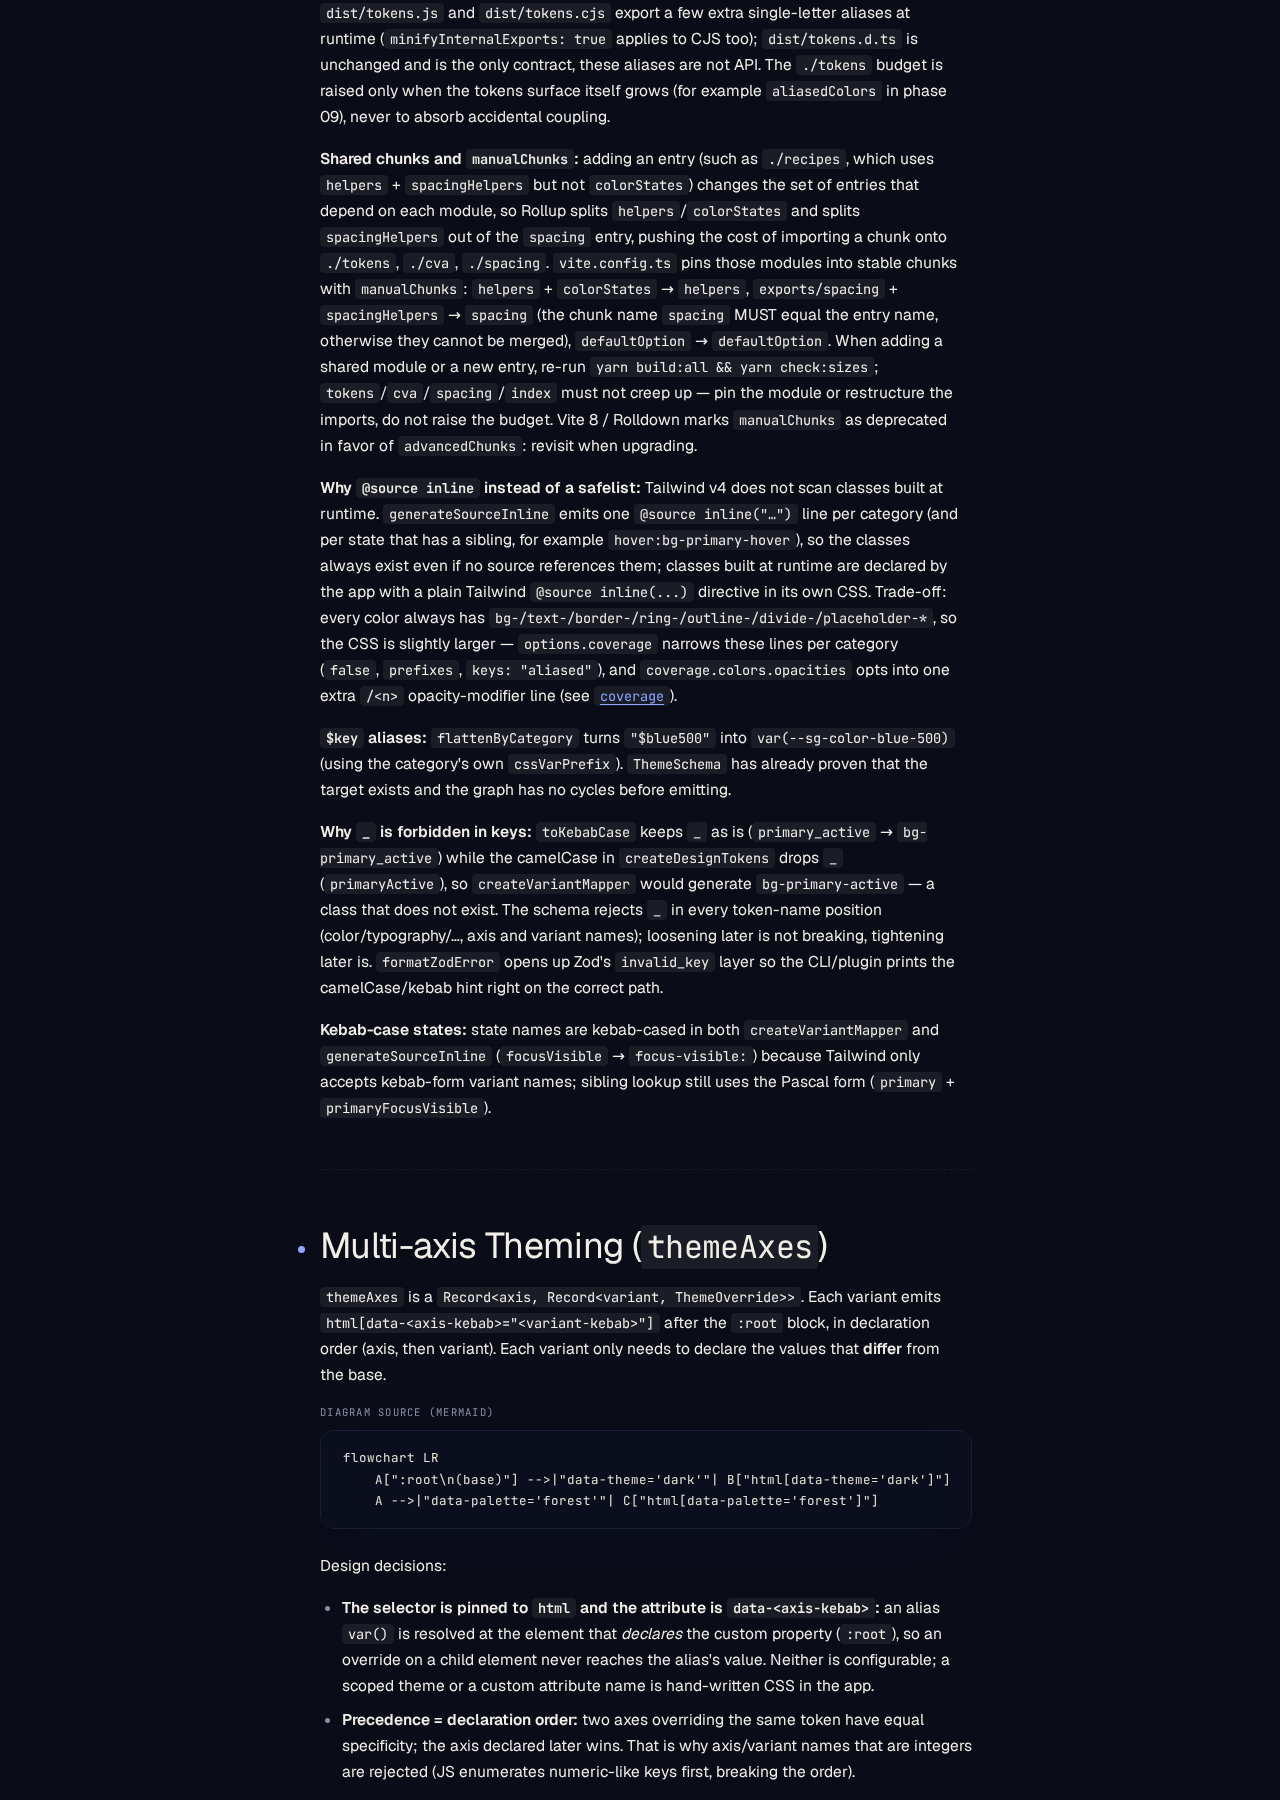 dist/tokens.js and dist/tokens.cjs export a few extra single-letter aliases at
runtime ( minifyInternalExports: true applies to CJS too); dist/tokens.d.ts is
unchanged and is the only contract, these aliases are not API. The ./tokens budget is
raised only when the tokens surface itself grows (for example aliasedColors in phase
09), never to absorb accidental coupling.
Shared chunks and manualChunks : adding an entry (such as ./recipes , which uses
helpers + spacingHelpers but not colorStates ) changes the set of entries that
depend on each module, so Rollup splits helpers / colorStates and splits
spacingHelpers out of the spacing entry, pushing the cost of importing a chunk onto
./tokens , ./cva , ./spacing . vite.config.ts pins those modules into stable chunks
with manualChunks : helpers + colorStates → helpers , exports/spacing +
spacingHelpers → spacing (the chunk name spacing MUST equal the entry name,
otherwise they cannot be merged), defaultOption → defaultOption . When adding a
shared module or a new entry, re-run yarn build:all && yarn check:sizes ;
tokens / cva / spacing / index must not creep up — pin the module or restructure the
imports, do not raise the budget. Vite 8 / Rolldown marks manualChunks as deprecated
in favor of advancedChunks : revisit when upgrading.
Why @source inline instead of a safelist: Tailwind v4 does not scan classes built at
runtime. generateSourceInline emits one @source inline("…") line per category (and
per state that has a sibling, for example hover:bg-primary-hover ), so the classes
always exist even if no source references them; classes built at runtime are declared by
the app with a plain Tailwind @source inline(...) directive in its own CSS. Trade-off:
every color always has bg-/text-/border-/ring-/outline-/divide-/placeholder-* , so
the CSS is slightly larger — options.coverage narrows these lines per category
( false , prefixes , keys: "aliased" ), and coverage.colors.opacities opts into one
extra /<n> opacity-modifier line (see coverage ).
$key aliases: flattenByCategory turns "$blue500" into var(--sg-color-blue-500)
(using the category's own cssVarPrefix ). ThemeSchema has already proven that the
target exists and the graph has no cycles before emitting.
Why _ is forbidden in keys: toKebabCase keeps _ as is ( primary_active → bg-
primary_active ) while the camelCase in createDesignTokens drops _
( primaryActive ), so createVariantMapper would generate bg-primary-active — a
class that does not exist. The schema rejects _ in every token-name position
(color/typography/…, axis and variant names); loosening later is not breaking, tightening
later is. formatZodError opens up Zod's invalid_key layer so the CLI/plugin prints the
camelCase/kebab hint right on the correct path.
Kebab-case states: state names are kebab-cased in both createVariantMapper and
generateSourceInline ( focusVisible → focus-visible: ) because Tailwind only
accepts kebab-form variant names; sibling lookup still uses the Pascal form ( primary +
primaryFocusVisible ).
Multi-axis Theming ( themeAxes )
themeAxes is a Record<axis, Record<variant, ThemeOverride>> . Each variant emits
html[data-<axis-kebab>="<variant-kebab>"] after the :root block, in declaration
order (axis, then variant). Each variant only needs to declare the values that differ from
the base.
DIAGRAM SOURCE (MERMAID)
flowchart LR
A[":root\n(base)"] -->|"data-theme='dark'"| B["html[data-theme='dark']"]
A -->|"data-palette='forest'"| C["html[data-palette='forest']"]
Design decisions:
The selector is pinned to html and the attribute is data-<axis-kebab> : an alias
var() is resolved at the element that declares the custom property ( :root ), so an
override on a child element never reaches the alias's value. Neither is configurable; a
scoped theme or a custom attribute name is hand-written CSS in the app.
Precedence = declaration order: two axes overriding the same token have equal
specificity; the axis declared later wins. That is why axis/variant names that are integers
are rejected (JS enumerates numeric-like keys first, breaking the order).